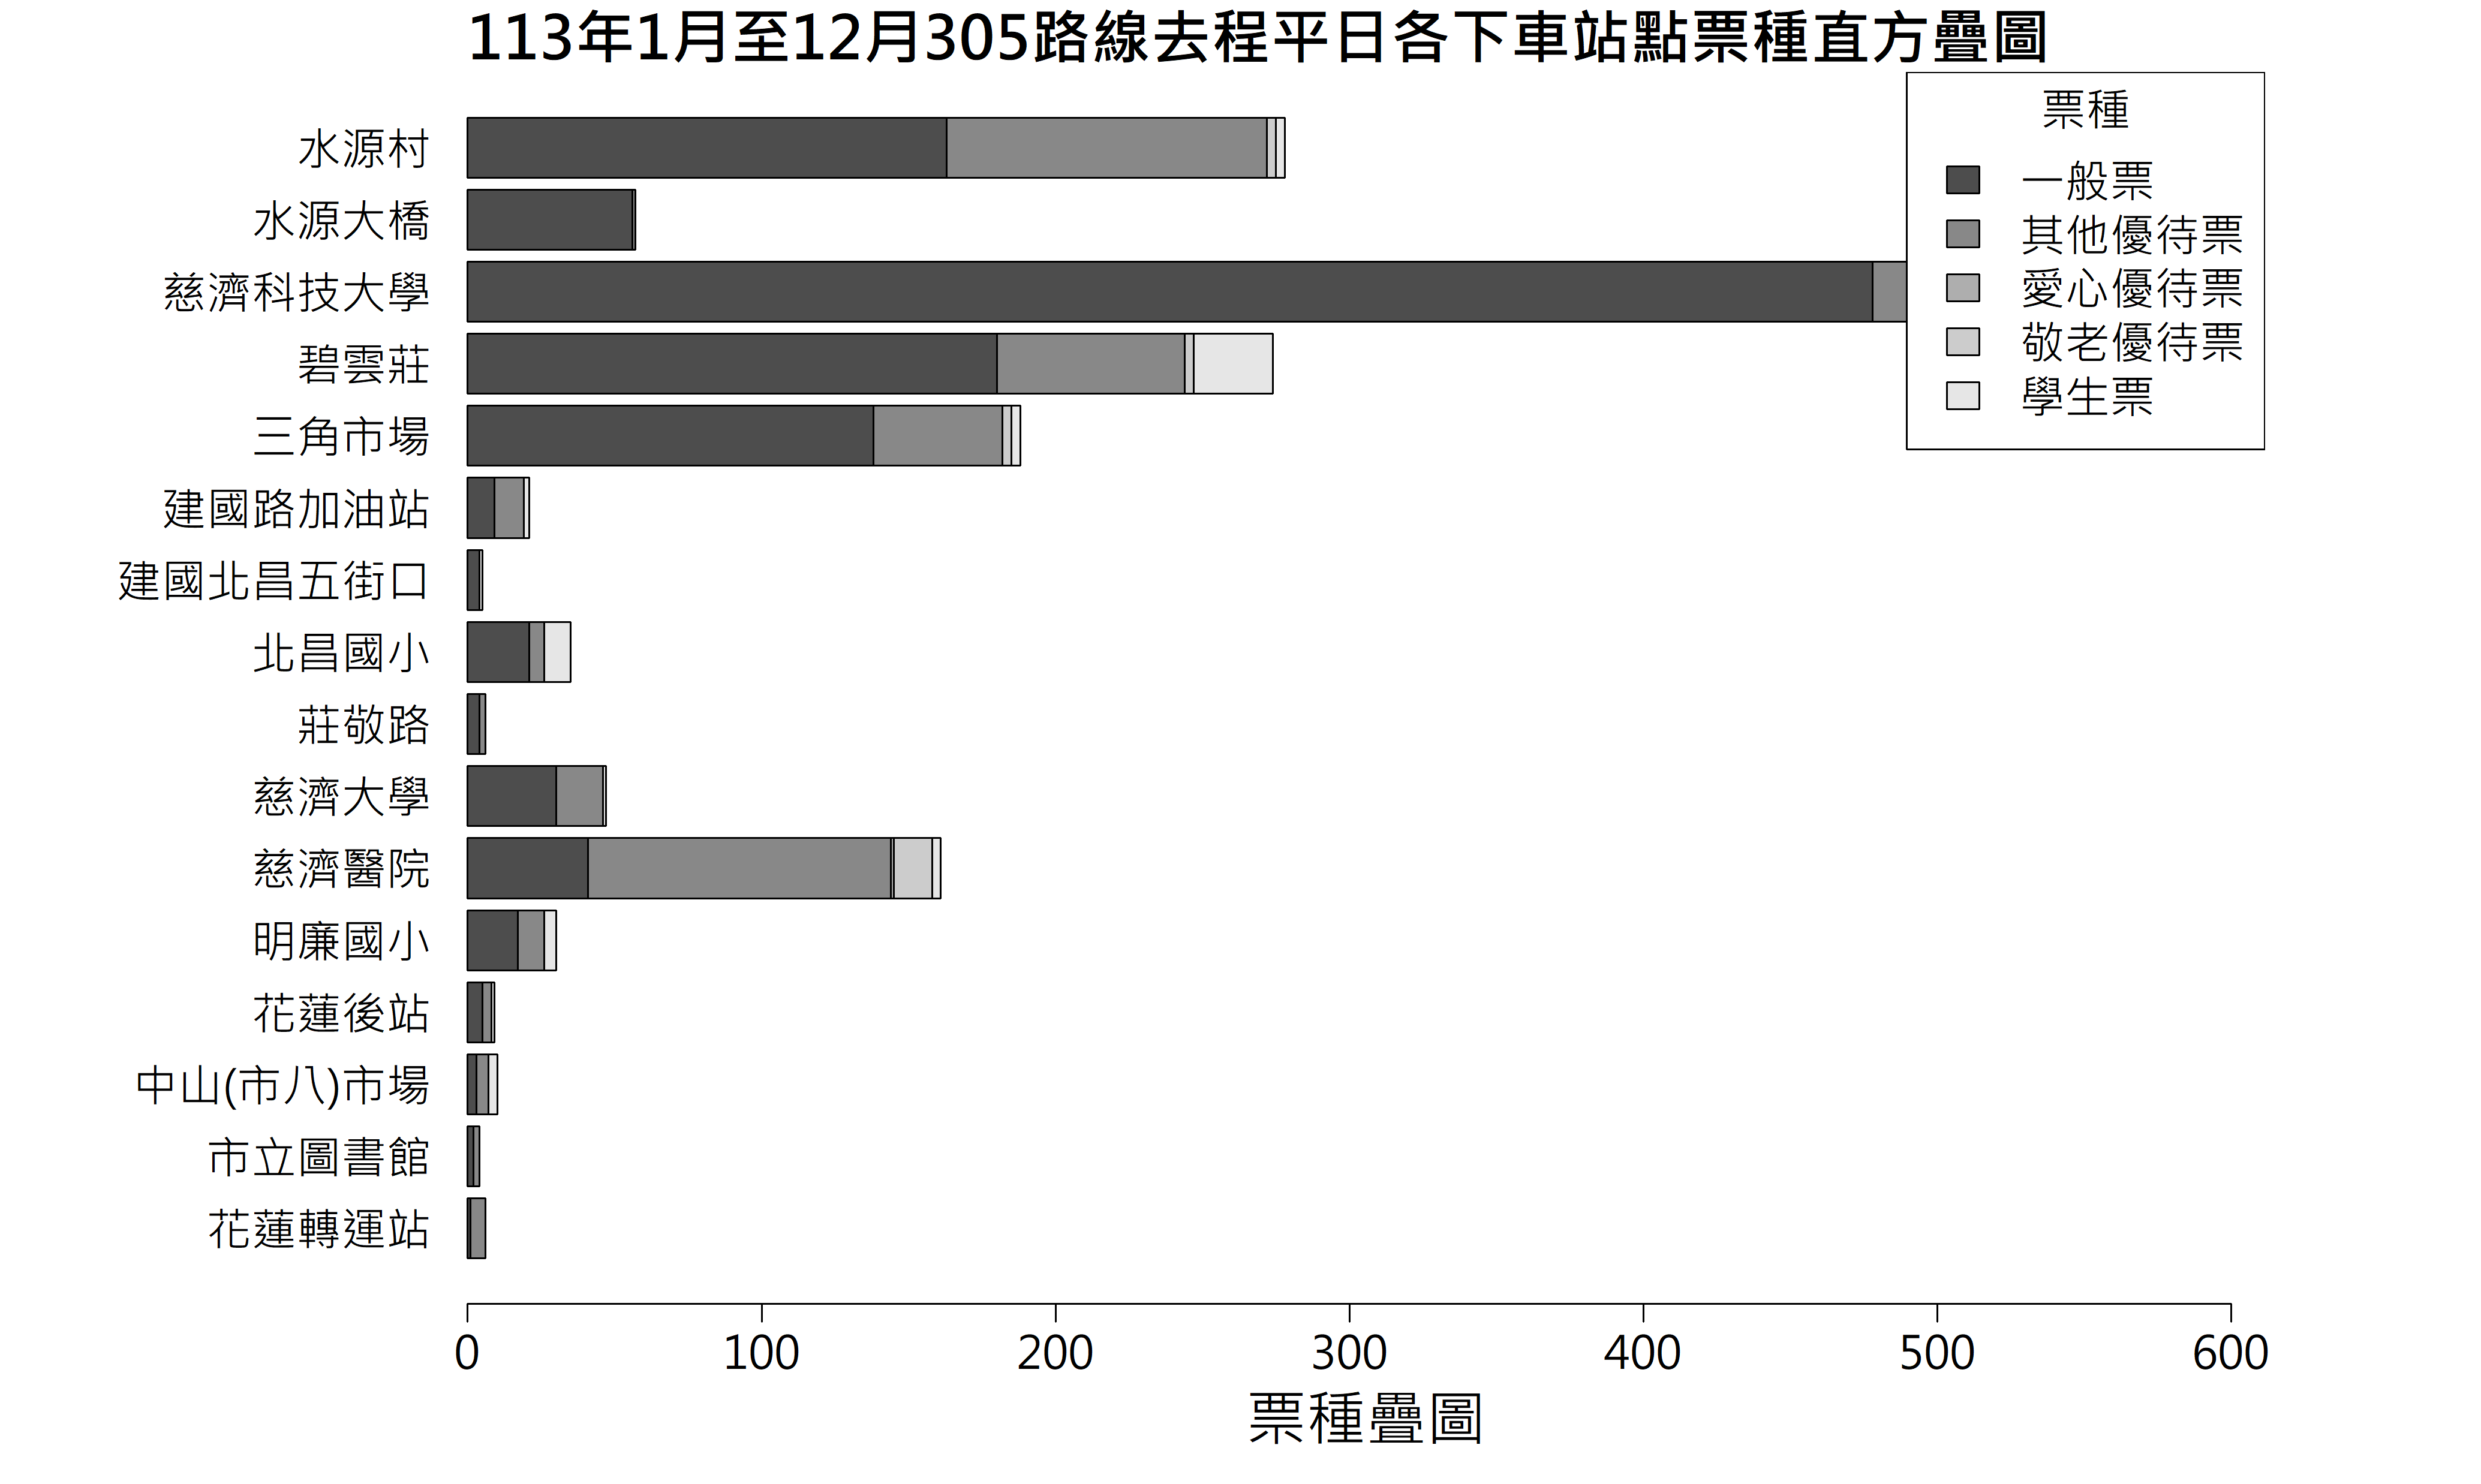 113年1月至12月305路線去程平日各下車站點票種直方疊圖
票種
一般票
其他優待票
愛心優待票
敬老優待票
學生票
水源村
水源大橋
慈濟科技大學
碧雲莊
三角市場
建國路加油站
建國北昌五街口
北昌國小
莊敬路
慈濟大學
慈濟醫院
明廉國小
花蓮後站
中山(市八)市場
市立圖書館
花蓮轉運站
0 100 200 300 400 500 600
票種疊圖